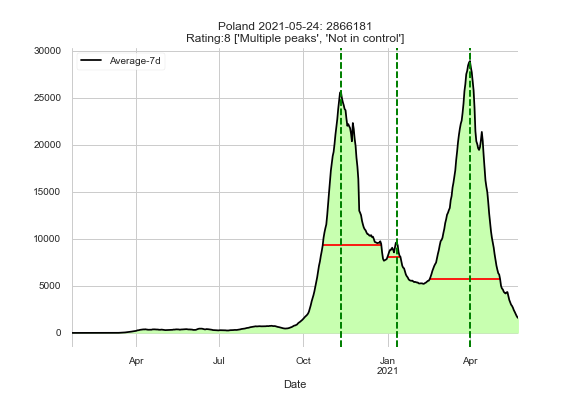 Poland 2021-05-24: 2866181
Rating:8 ['Multiple peaks', 'Not in control']
30000
Average-7d
25000
20000
15000
10000
5000
0
Apr
Jul
Oct
Jan
2021
Apr
Date